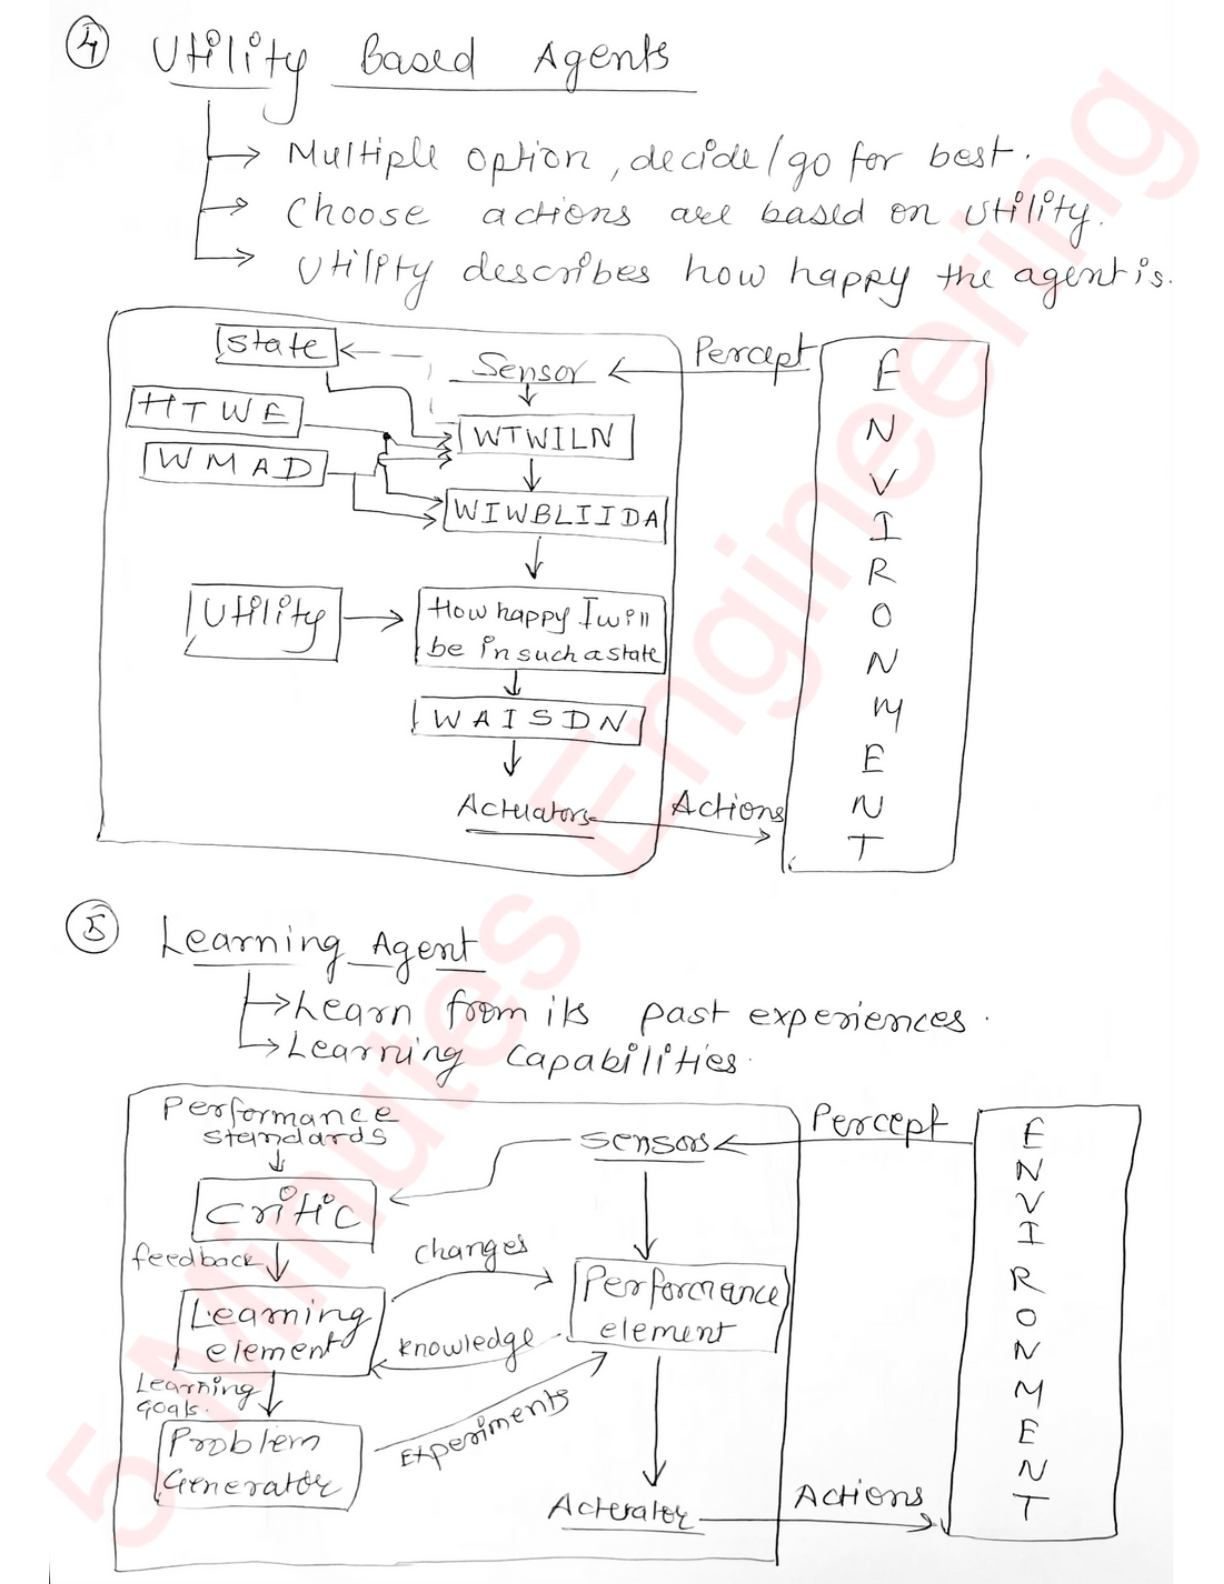 4 Utility Based Agents
→ Multiple option, decide/go for best.
→ Choose actions are based on utility.
→ Utility describes how happy the agent is.
State
Sensor
Percept
HTWE
WTWILN
WMAD
WIWBLIIDA
Utility
How happy I will
be in such a state
WAISDN
Actuators
Actions
ENVIRONMENT
5 Learning Agent
→ Learn from its past experiences.
→ Learning Capabilities.
Performance
standards
Sensors
Percept
Critic
feedback
changes
Learning
element
Performance
element
knowledge
Learning
Goals.
Experiments
Problem
Generator
Actuator
Actions
ENVIRONMENT
5 Minutes Engineering